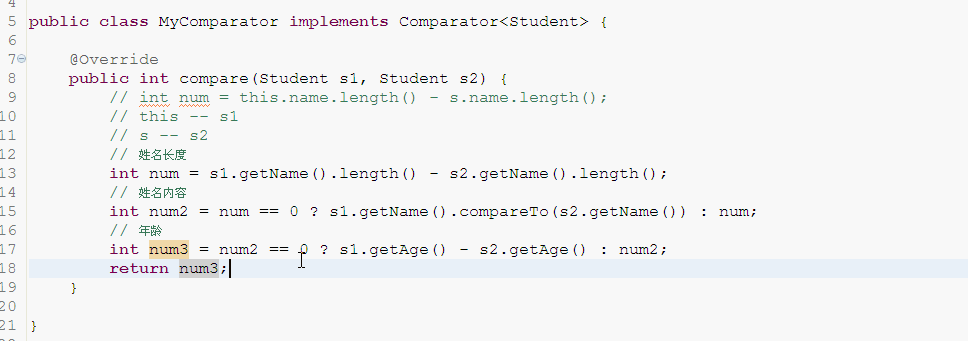 4
5 public class MyComparator implements Comparator<Student> {
6
7 @Override
8 public int compare(Student s1, Student s2) {
9 // int num = this.name.length() - s.name.length();
10 // this -- s1
11 // s -- s2
12 // 姓名长度
13 int num = s1.getName().length() - s2.getName().length();
14 // 姓名内容
15 int num2 = num == 0 ? s1.getName().compareTo(s2.getName()) : num;
16 // 年龄
17 int num3 = num2 == 0 ? s1.getAge() - s2.getAge() : num2;
18 return num3;
19 }
20
21 }